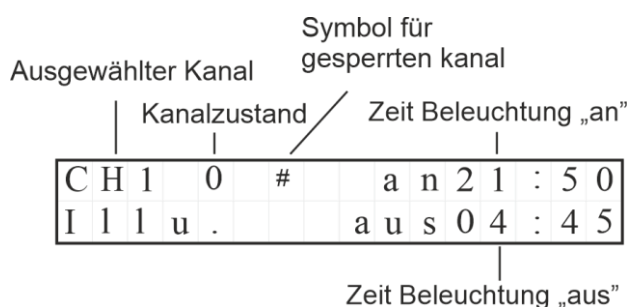 Symbol für
gesperrten kanal
Ausgewählter Kanal
Kanalzustand
Zeit Beleuchtung „an”
CH1 0 # an21:50
Illu. aus04:45
Zeit Beleuchtung „aus”